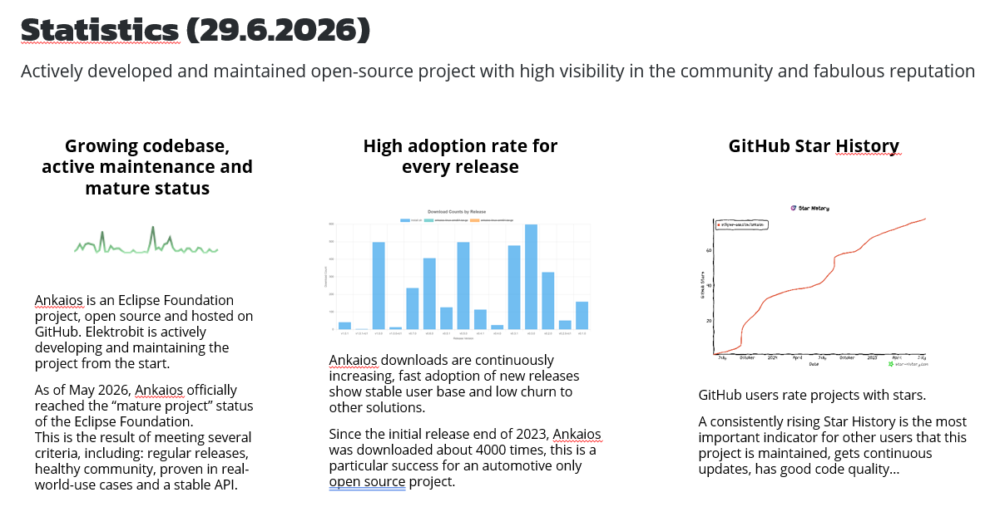 Statistics (29.6.2026)
Actively developed and maintained open-source project with high visibility in the community and fabulous reputation
Growing codebase,
active maintenance and
mature status
Ankaios is an Eclipse Foundation
project, open source and hosted on
GitHub. Elektrobit is actively
developing and maintaining the
project from the start.
As of May 2026, Ankaios officially
reached the “mature project” status
of the Eclipse Foundation.
This is the result of meeting several
criteria, including: regular releases,
healthy community, proven in real-
world-use cases and a stable API.
High adoption rate for
every release
Download Counts by Release
Download Count
Release Version
Ankaios downloads are continuously
increasing, fast adoption of new releases
show stable user base and low churn to
other solutions.
Since the initial release end of 2023, Ankaios
was downloaded about 4000 times, this is a
particular success for an automotive only
open source project.
GitHub Star History
Star History
GitHub Stars
60
40
20
July October 2024 April July October 2025 April July
Date
star-history.com
GitHub users rate projects with stars.
A consistently rising Star History is the most
important indicator for other users that this
project is maintained, gets continuous
updates, has good code quality...